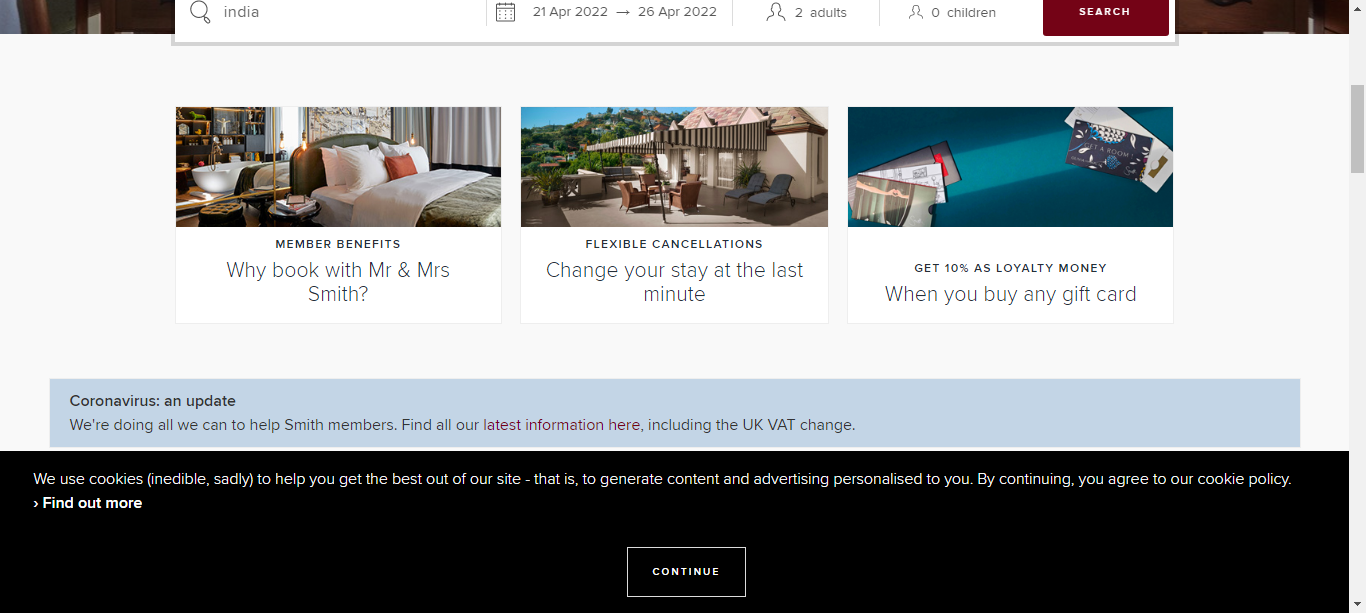 india
21 Apr 2022 → 26 Apr 2022
2 adults
0 children
SEARCH
GET A ROOM
MEMBER BENEFITS
Why book with Mr & Mrs
Smith?
FLEXIBLE CANCELLATIONS
Change your stay at the last
minute
GET 10% AS LOYALTY MONEY
When you buy any gift card
Coronavirus: an update
We're doing all we can to help Smith members. Find all our latest information here, including the UK VAT change.
We use cookies (inedible, sadly) to help you get the best out of our site - that is, to generate content and advertising personalised to you. By continuing, you agree to our cookie policy.
› Find out more
CONTINUE